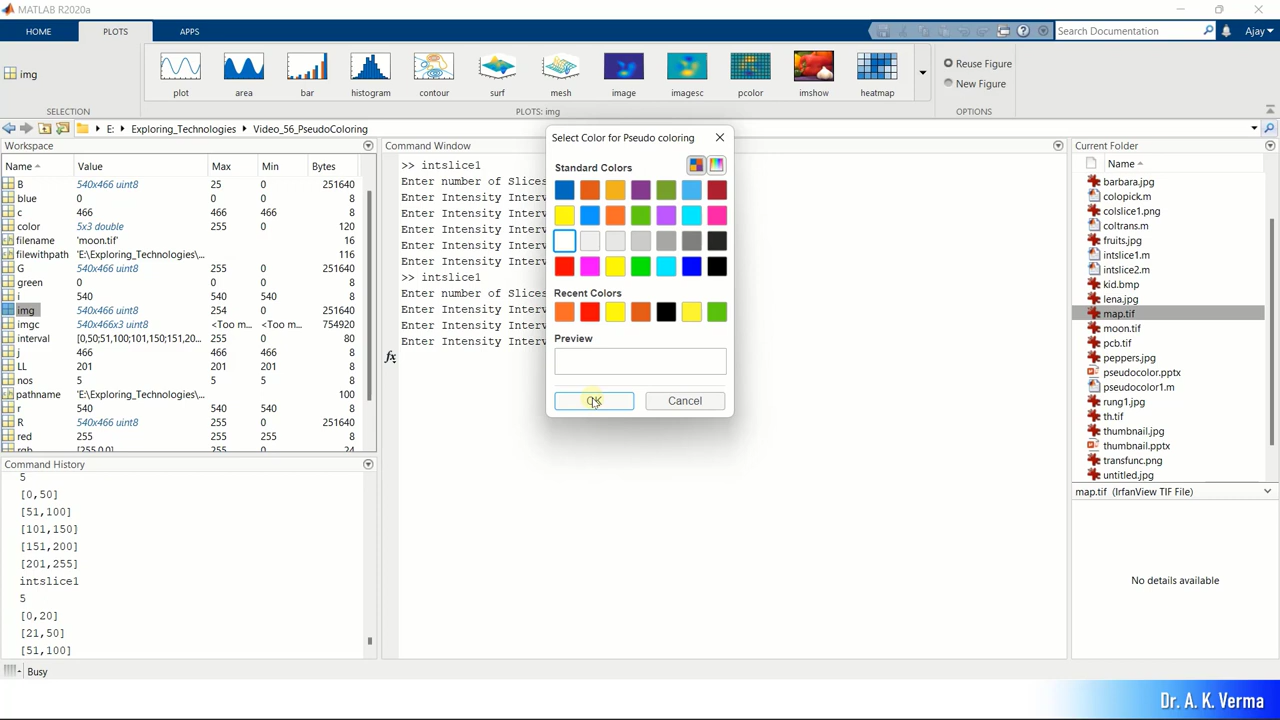 MATLAB R2020a
HOME PLOTS APPS
Search Documentation Ajay
img
plot area bar histogram contour surf mesh image imagesc pcolor imshow heatmap
Reuse Figure
New Figure
SELECTION PLOTS: img OPTIONS
E: Exploring_Technologies Video_56_PseudoColoring
Workspace
Name Value Max Min Bytes
B 540x466 uint8 25 0 251640
blue 0 0 0 8
c 466 466 466 8
color 5x3 double 255 0 120
filename 'moon.tif' 16
filewithpath 'E:\Exploring_Technologies\... 116
G 540x466 uint8 255 0 251640
green 0 0 0 8
i 540 540 540 8
img 540x466 uint8 254 0 251640
imgc 540x466x3 uint8 <Too m... <Too m... 754920
interval [0,50;51,100;101,150;151,20... 255 0 80
j 466 466 466 8
LL 201 201 201 8
nos 5 5 5 8
pathname 'E:\Exploring_Technologies\... 100
r 540 540 540 8
R 540x466 uint8 255 0 251640
red 255 255 255 8
rgb [255,0,0] 255 0 24
Command History
5
[0,50]
[51,100]
[101,150]
[151,200]
[201,255]
intslice1
5
[0,20]
[21,50]
[51,100]
Busy
Command Window
>> intslice1
Enter number of Slices
Enter Intensity Interv
Enter Intensity Interv
Enter Intensity Interv
Enter Intensity Interv
Enter Intensity Interv
>> intslice1
Enter number of Slices
Enter Intensity Interv
Enter Intensity Interv
Enter Intensity Interv
fx
Select Color for Pseudo coloring
Standard Colors
Recent Colors
Preview
OK Cancel
Current Folder
Name
barbara.jpg
colopick.m
colslice1.png
coltrans.m
fruits.jpg
intslice1.m
intslice2.m
kid.bmp
lena.jpg
map.tif
moon.tif
pcb.tif
peppers.jpg
pseudocolor.pptx
pseudocolor1.m
rung1.jpg
th.tif
thumbnail.jpg
thumbnail.pptx
transfunc.png
untitled.jpg
map.tif (IrfanView TIF File)
No details available
Dr. A. K. Verma